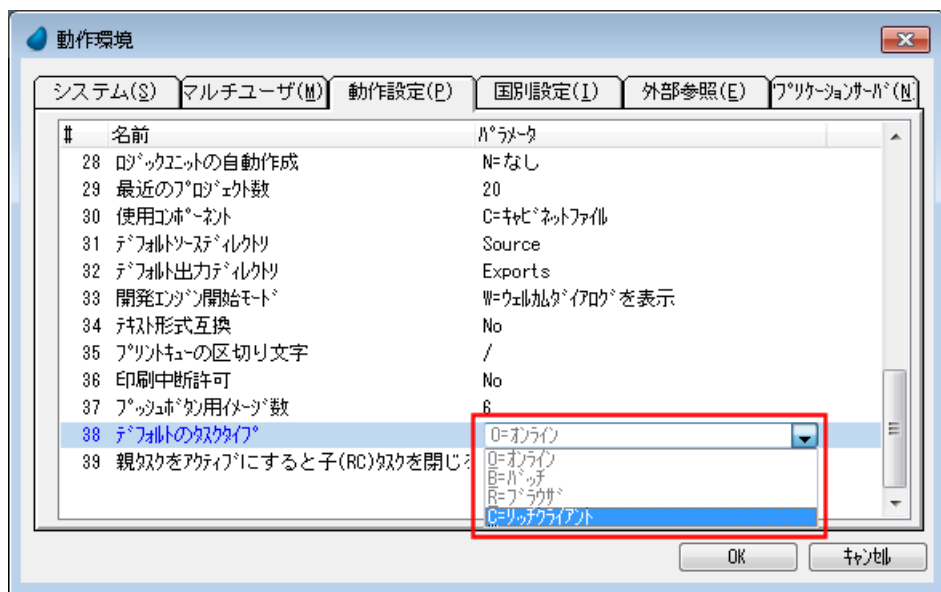 動作環境
システム(S) マルチユーザ(M) 動作設定(P) 国別設定(I) 外部参照(E) ｱﾌﾟﾘｹｰｼｮﾝｻｰﾊﾞ(N)
# 名前 ﾊﾟﾗﾒｰﾀ
28 ﾛｼﾞｯｸﾕﾆｯﾄの自動作成 N=なし
29 最近のﾌﾟﾛｼﾞｪｸﾄ数 20
30 使用ｺﾝﾎﾟｰﾈﾝﾄ C=ｷｬﾋﾞﾈｯﾄﾌｧｲﾙ
31 ﾃﾞﾌｫﾙﾄｿｰｽﾃﾞｨﾚｸﾄﾘ Source
32 ﾃﾞﾌｫﾙﾄ出力ﾃﾞｨﾚｸﾄﾘ Exports
33 開発ｴﾝｼﾞﾝ開始ﾓｰﾄﾞ W=ｳｪﾙｶﾑﾀﾞｲｱﾛｸﾞを表示
34 ﾃｷｽﾄ形式互換 No
35 ﾌﾟﾘﾝﾄｷｭｰの区切り文字 /
36 印刷中断許可 No
37 ﾌﾟｯｼｭﾎﾞﾀﾝ用ｲﾒｰｼﾞ数 6
38 ﾃﾞﾌｫﾙﾄのﾀｽｸﾀｲﾌﾟ O=ｵﾝﾗｲﾝ
O=ｵﾝﾗｲﾝ
B=ﾊﾞｯﾁ
R=ﾌﾞﾗｳｻﾞ
C=ﾘｯﾁｸﾗｲｱﾝﾄ
39 親ﾀｽｸをｱｸﾃｨﾌﾞにすると子(RC)ﾀｽｸを閉じ
OK ｷｬﾝｾﾙ